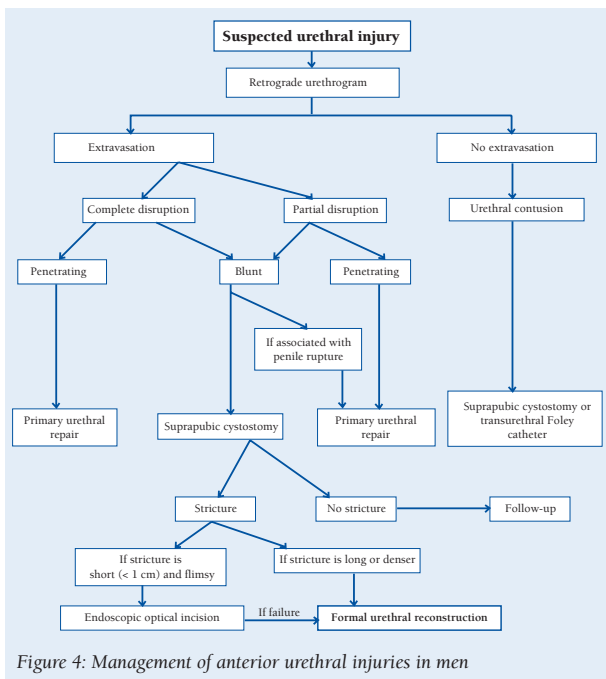 Suspected urethral injury
Retrograde urethrogram
Extravasation
No extravasation
Complete disruption
Partial disruption
Urethral contusion
Penetrating
Blunt
Penetrating
If associated with
penile rupture
Primary urethral
repair
Suprapubic cystostomy
Primary urethral
repair
Suprapubic cystostomy or
transurethral Foley
catheter
Stricture
No stricture
Follow-up
If stricture is
short (< 1 cm) and flimsy
If stricture is long or denser
Endoscopic optical incision
If failure
Formal urethral reconstruction
Figure 4: Management of anterior urethral injuries in men